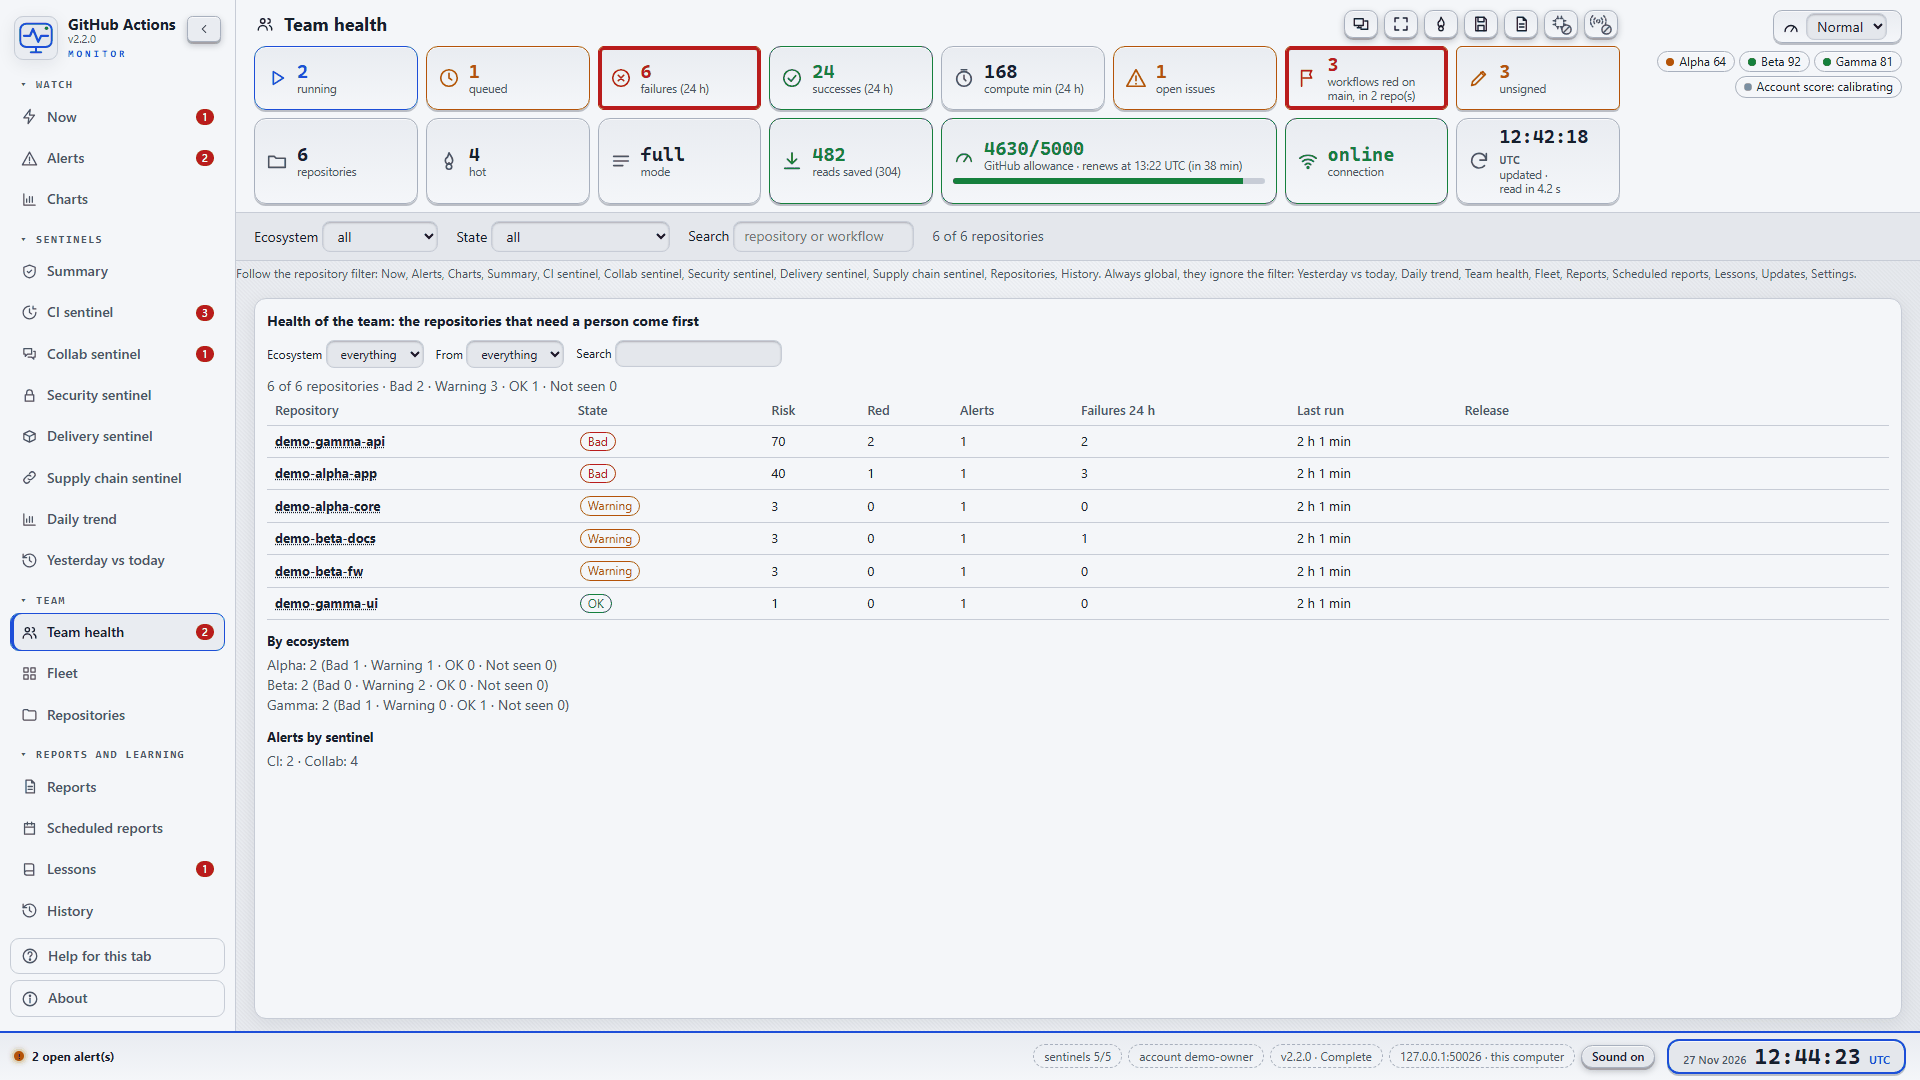 GitHub Actions
v2.2.0
MONITOR
WATCH
Now 1
Alerts 2
Charts
SENTINELS
Summary
CI sentinel 3
Collab sentinel 1
Security sentinel
Delivery sentinel
Supply chain sentinel
Daily trend
Yesterday vs today
TEAM
Team health 2
Fleet
Repositories
REPORTS AND LEARNING
Reports
Scheduled reports
Lessons 1
History
Help for this tab
About
Team health
Normal
2
running
1
queued
6
failures (24 h)
24
successes (24 h)
168
compute min (24 h)
1
open issues
3
workflows red on
main, in 2 repo(s)
3
unsigned
Alpha 64
Beta 92
Gamma 81
Account score: calibrating
6
repositories
4
hot
full
mode
482
reads saved (304)
4630/5000
GitHub allowance · renews at 13:22 UTC (in 38 min)
online
connection
12:42:18
UTC
updated ·
read in 4.2 s
Ecosystem all State all Search repository or workflow 6 of 6 repositories
Follow the repository filter: Now, Alerts, Charts, Summary, CI sentinel, Collab sentinel, Security sentinel, Delivery sentinel, Supply chain sentinel, Repositories, History. Always global, they ignore the filter: Yesterday vs today, Daily trend, Team health, Fleet, Reports, Scheduled reports, Lessons, Updates, Settings.
Health of the team: the repositories that need a person come first
Ecosystem everything From everything Search
6 of 6 repositories · Bad 2 · Warning 3 · OK 1 · Not seen 0
Repository State Risk Red Alerts Failures 24 h Last run Release
demo-gamma-api Bad 70 2 1 2 2 h 1 min
demo-alpha-app Bad 40 1 1 3 2 h 1 min
demo-alpha-core Warning 3 0 1 0 2 h 1 min
demo-beta-docs Warning 3 0 1 1 2 h 1 min
demo-beta-fw Warning 3 0 1 0 2 h 1 min
demo-gamma-ui OK 1 0 1 0 2 h 1 min
By ecosystem
Alpha: 2 (Bad 1 · Warning 1 · OK 0 · Not seen 0)
Beta: 2 (Bad 0 · Warning 2 · OK 0 · Not seen 0)
Gamma: 2 (Bad 1 · Warning 0 · OK 1 · Not seen 0)
Alerts by sentinel
CI: 2 · Collab: 4
2 open alert(s)
sentinels 5/5
account demo-owner
v2.2.0 · Complete
127.0.0.1:50026 · this computer
Sound on
27 Nov 2026 12:44:23 UTC